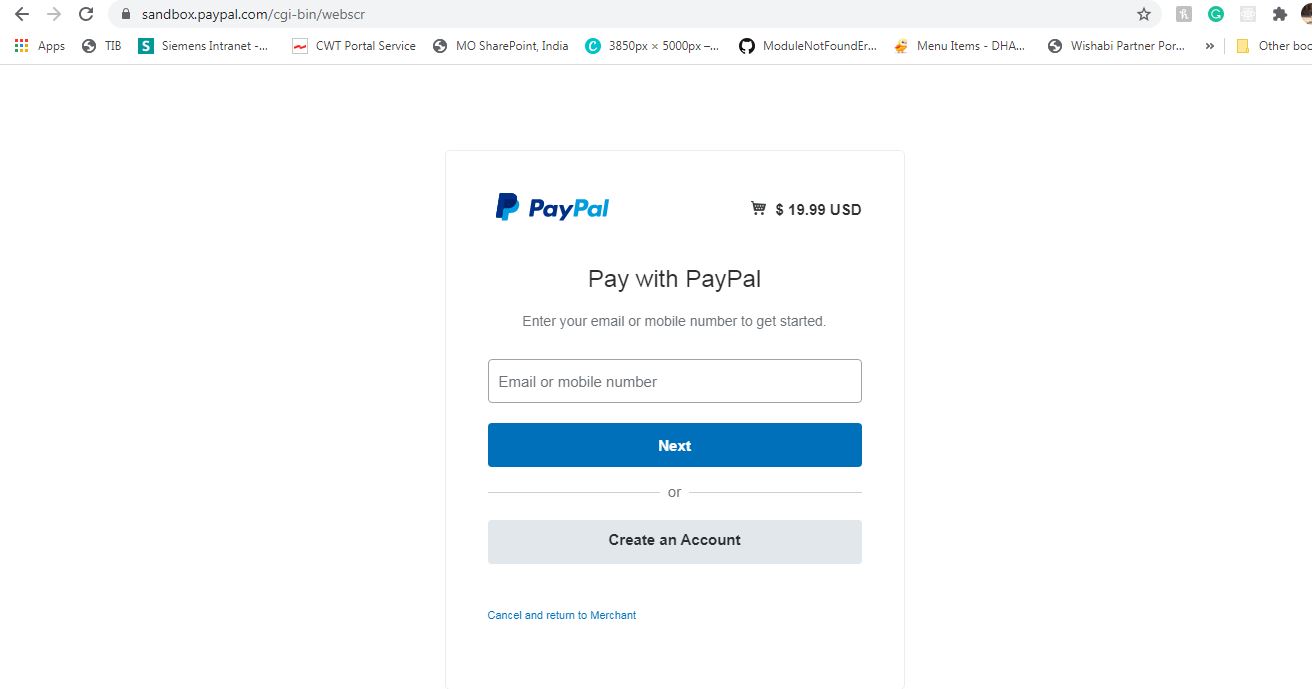 sandbox.paypal.com/cgi-bin/webscr
Apps TIB S Siemens Intranet -... CWT Portal Service MO SharePoint, India C 3850px × 5000px –... ModuleNotFoundEr... Menu Items - DHA... Wishabi Partner Por... » Other boo
PayPal $ 19.99 USD
Pay with PayPal
Enter your email or mobile number to get started.
Email or mobile number
Next
or
Create an Account
Cancel and return to Merchant